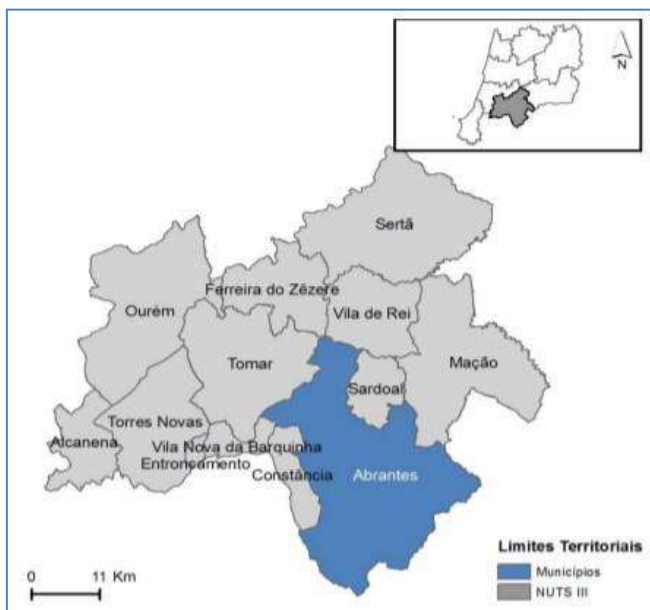 N
Sertã
Ferreira do Zêzere
Ourém
Vila de Rei
Tomar
Mação
Sardoal
Torres Novas
Alcanena
Vila Nova da Barquinha
Entroncamento
Constância
Abrantes
Limites Territoriais
Municípios
NUTS III
0 11 Km